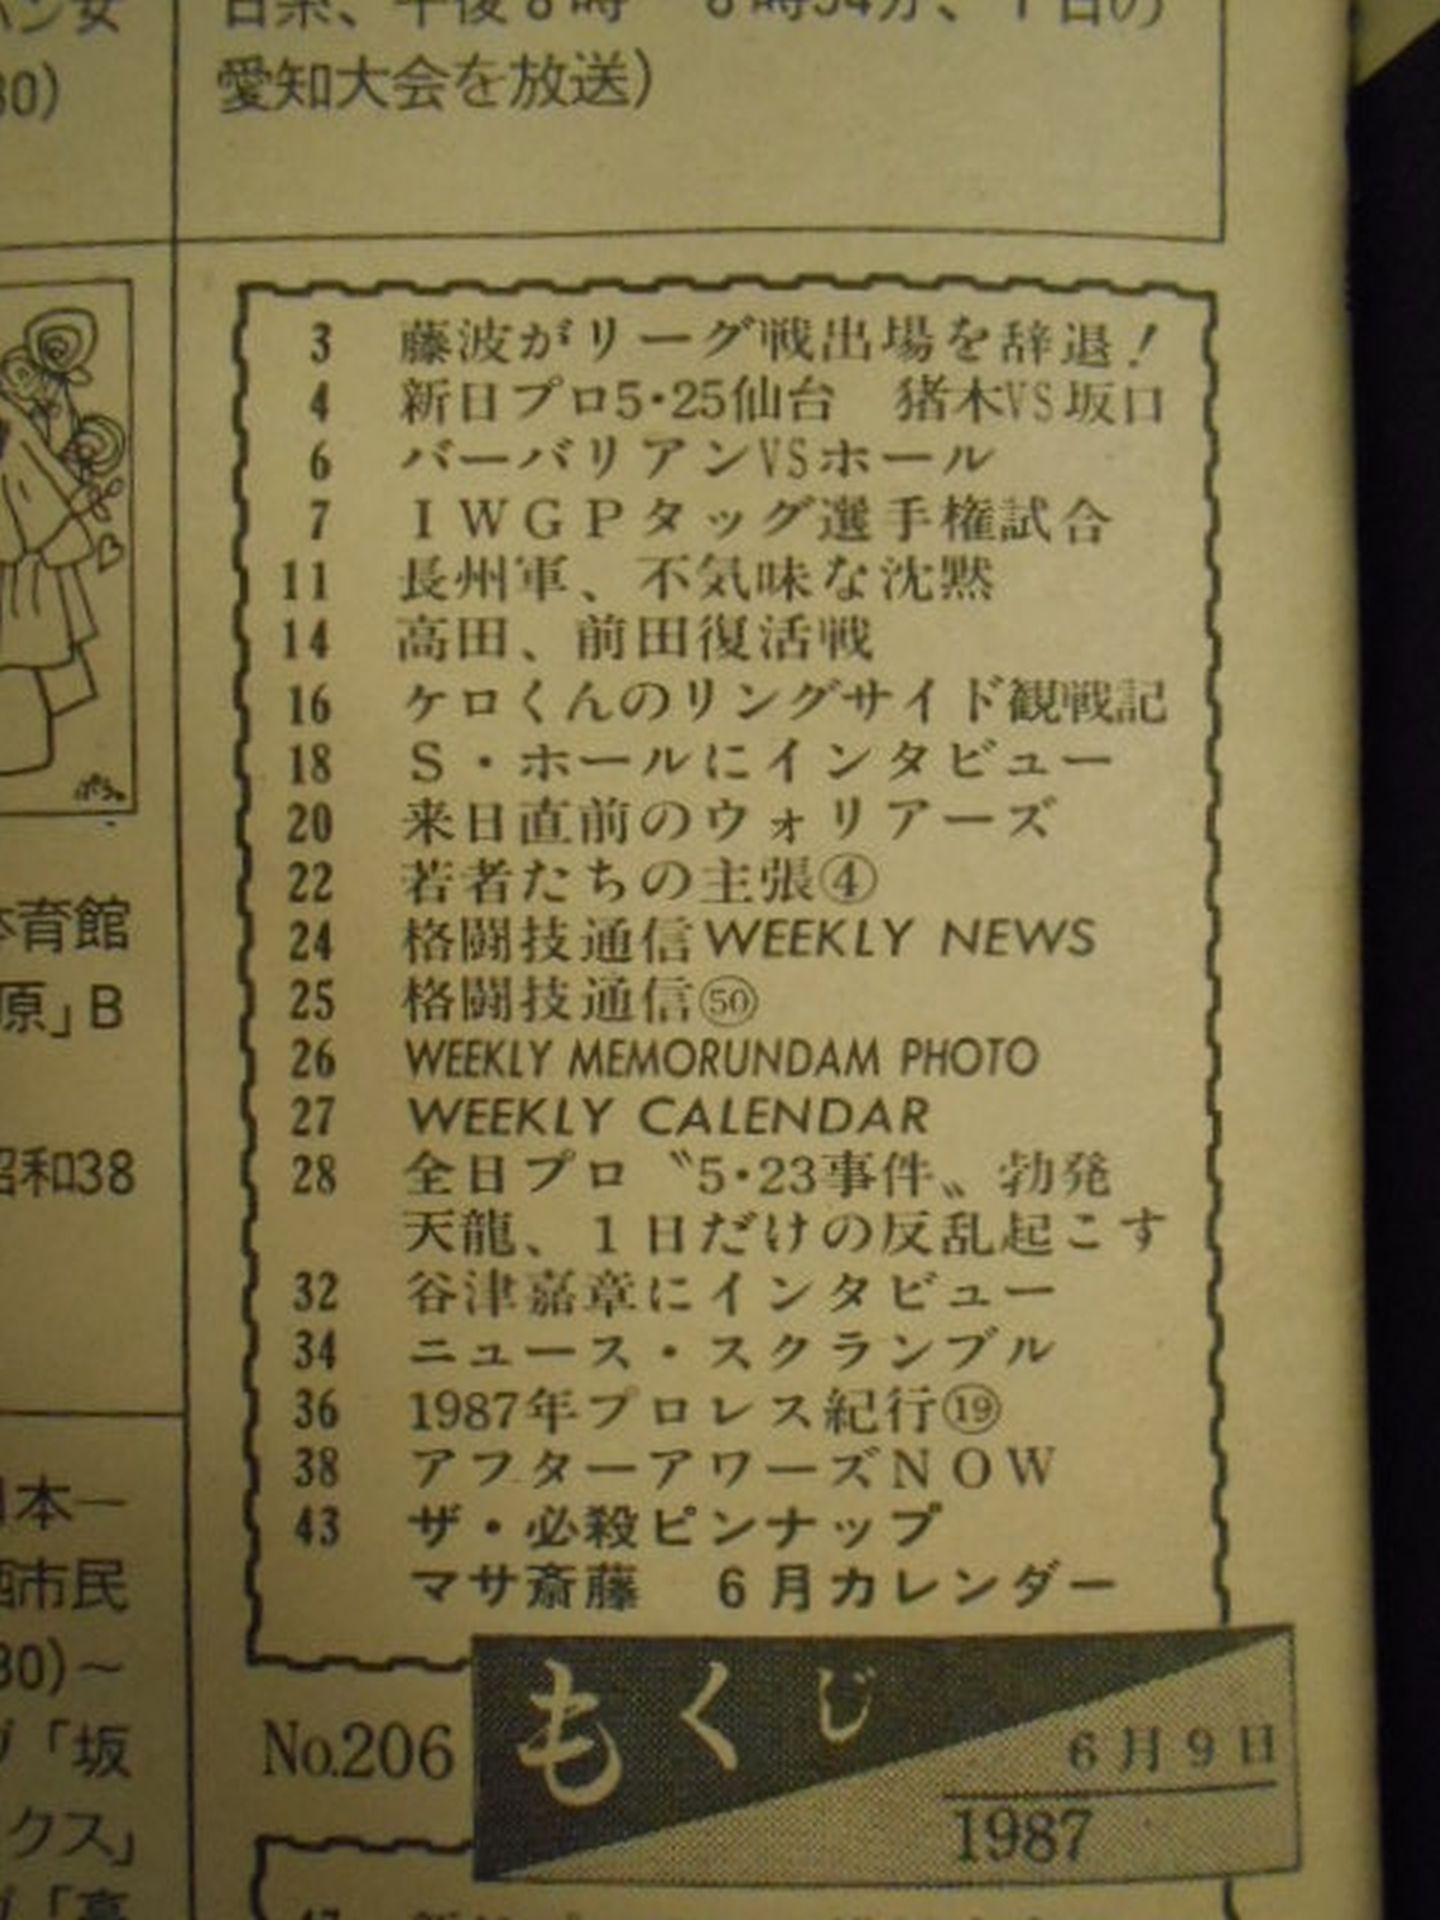 愛知大会を放送)
30)
3 藤波がリーグ戦出場を辞退!
4 新日プロ5・25仙台 猪木VS坂口
6 バーバリアンVSホール
7 IWGPタッグ選手権試合
11 長州軍、不気味な沈黙
14 高田、前田復活戦
16 ケロくんのリングサイド観戦記
18 S・ホールにインタビュー
20 来日直前のウォリアーズ
22 若者たちの主張④
24 格闘技通信WEEKLY NEWS
25 格闘技通信㊿
26 WEEKLY MEMORUNDAM PHOTO
27 WEEKLY CALENDAR
28 全日プロ〝5・23事件〟勃発
天龍、1日だけの反乱起こす
32 谷津嘉章にインタビュー
34 ニュース・スクランブル
36 1987年プロレス紀行⑲
38 アフターアワーズNOW
43 ザ・必殺ピンナップ
マサ斎藤 6月カレンダー
もくじ
No.206
6月9日
1987
体育館
原」B
昭和38
日本一
市民
30)〜
「坂
クス」